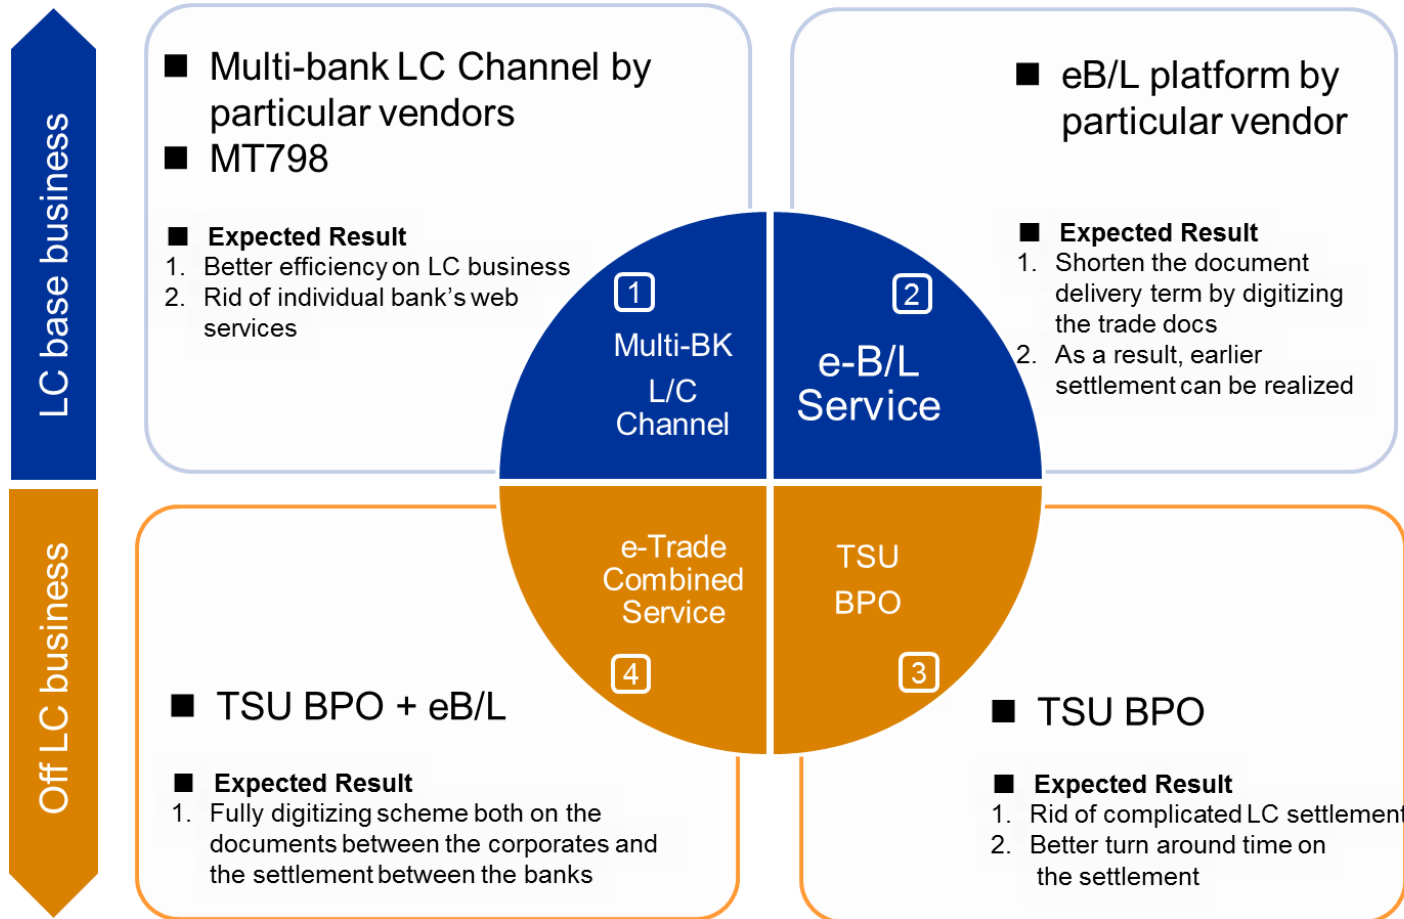 LC base business
■ Multi-bank LC Channel by
particular vendors
■ MT798
■ Expected Result
1. Better efficiency on LC business
2. Rid of individual bank's web
services
■ eB/L platform by
particular vendor
■ Expected Result
1. Shorten the document
delivery term by digitizing
the trade docs
2. As a result, earlier
settlement can be realized
1
Multi-BK
L/C
Channel
2
e-B/L
Service
Off LC business
e-Trade
Combined
Service
4
TSU
BPO
3
■ TSU BPO + eB/L
■ Expected Result
1. Fully digitizing scheme both on the
documents between the corporates and
the settlement between the banks
■ TSU BPO
■ Expected Result
1. Rid of complicated LC settlement
2. Better turn around time on
the settlement